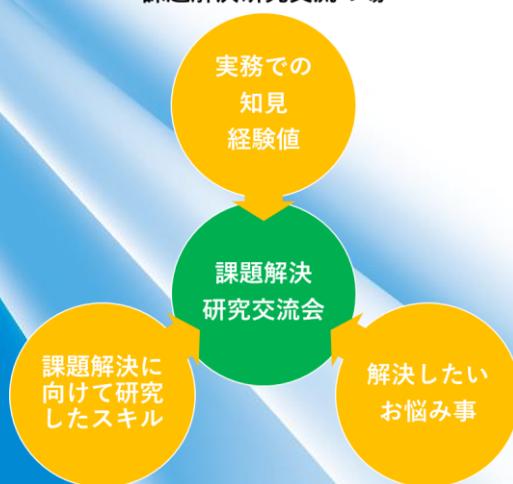 実務での
知見
経験値
課題解決
研究交流会
課題解決に
向けて研究
したスキル
解決したい
お悩み事